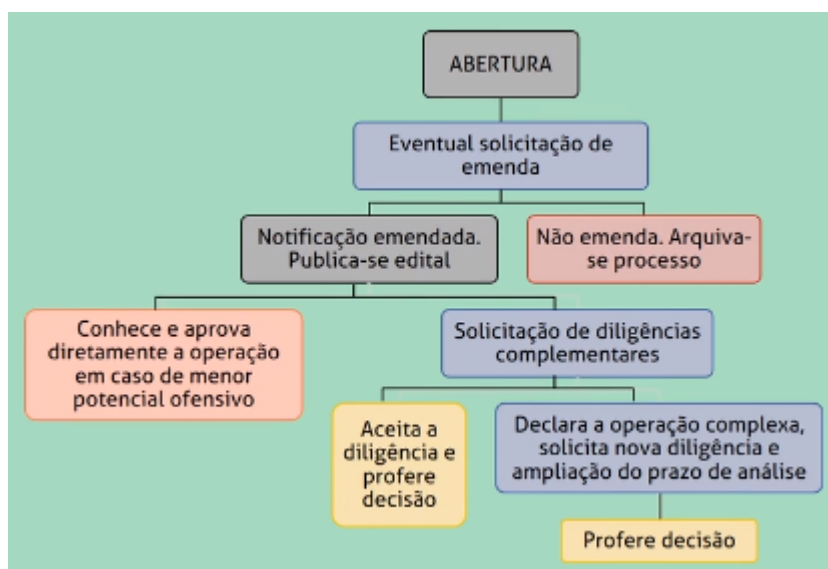 ABERTURA
Eventual solicitação de
emenda
Notificação emendada.
Publica-se edital
Não emenda. Arquiva-
se processo
Conhece e aprova
diretamente a operação
em caso de menor
potencial ofensivo
Solicitação de diligências
complementares
Aceita a
diligência e
profere
decisão
Declara a operação complexa,
solicita nova diligência e
ampliação do prazo de análise
Profere decisão